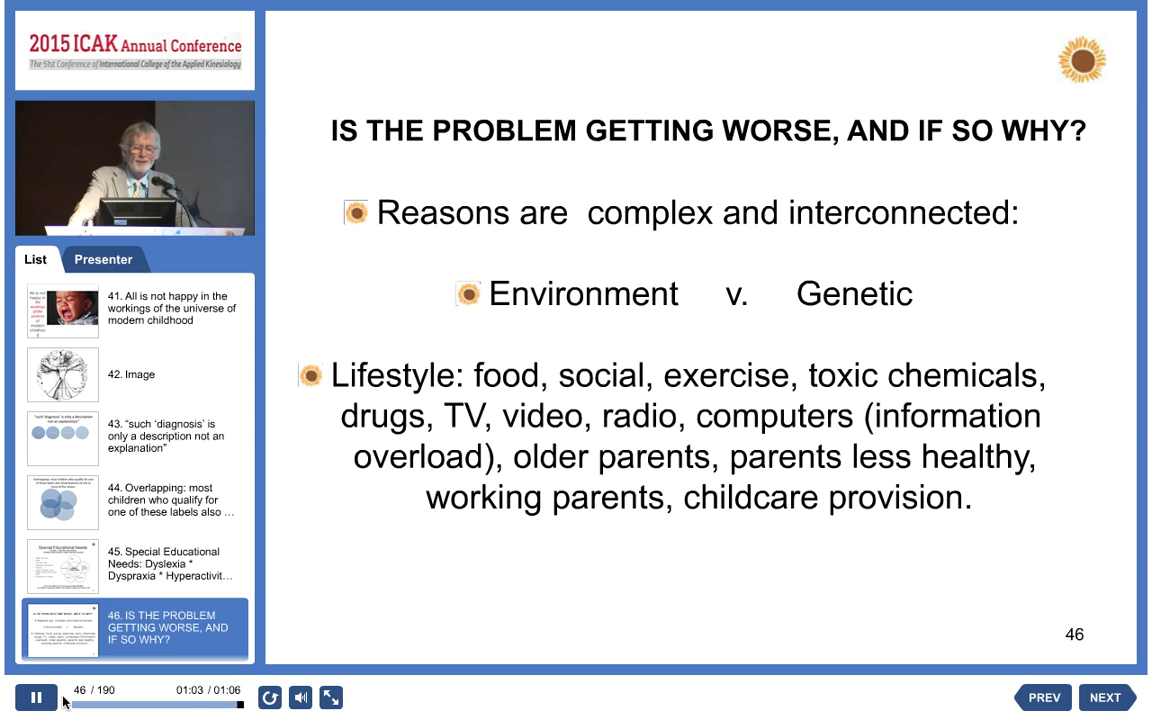 2015 ICAK Annual Conference
The 51st Conference of International College of the Applied Kinesiology
IS THE PROBLEM GETTING WORSE, AND IF SO WHY?
Reasons are complex and interconnected:
Environment v. Genetic
Lifestyle: food, social, exercise, toxic chemicals,
drugs, TV, video, radio, computers (information
overload), older parents, parents less healthy,
working parents, childcare provision.
46
List
Presenter
41. All is not happy in the
workings of the universe of
modern childhood
42. Image
43. “such ‘diagnosis’ is
only a description not an
explanation”
44. Overlapping: most
children who qualify for
one of these labels also ...
45. Special Educational
Needs: Dyslexia *
Dyspraxia * Hyperactivit...
46. IS THE PROBLEM
GETTING WORSE, AND
IF SO WHY?
46 / 190
01:03 / 01:06
PREV
NEXT